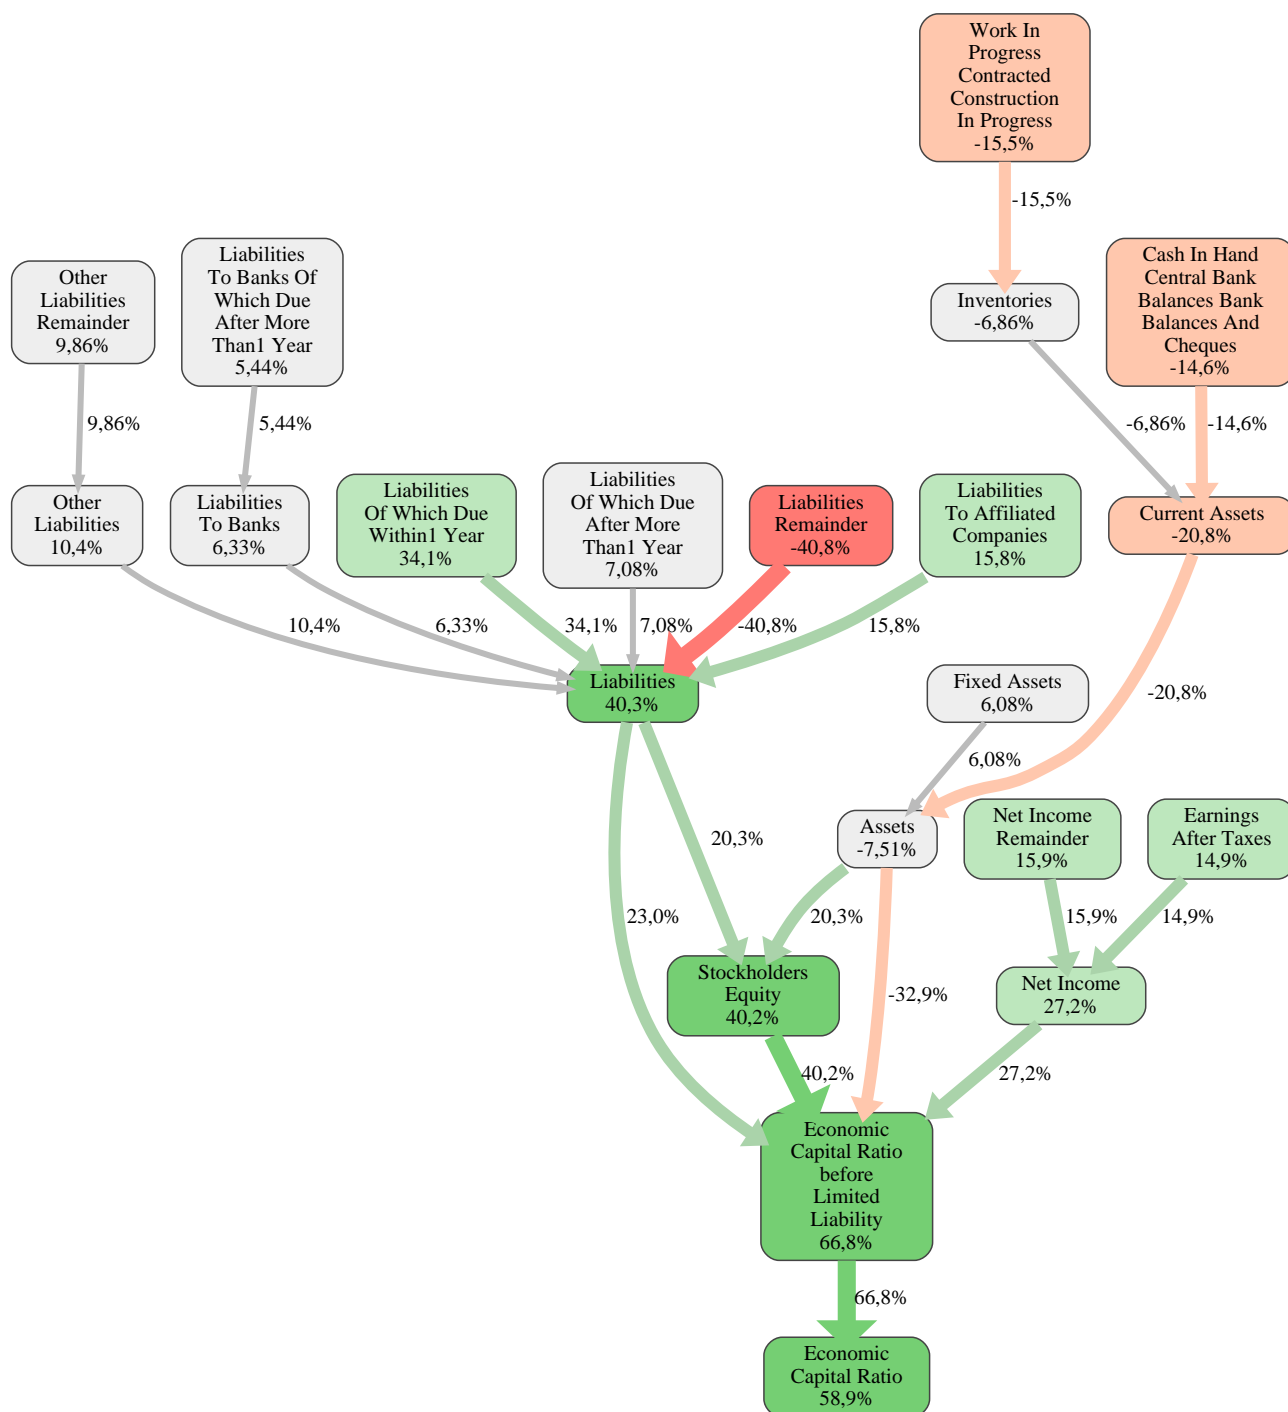 Work In
Progress
Contracted
Construction
In Progress
-15,5%
-15,5%
Other
Liabilities
Remainder
9,86%
Liabilities
To Banks Of
Which Due
After More
Than1 Year
5,44%
Inventories
-6,86%
Cash In Hand
Central Bank
Balances Bank
Balances And
Cheques
-14,6%
9,86%
5,44%
-6,86%
-14,6%
Other
Liabilities
10,4%
Liabilities
To Banks
6,33%
Liabilities
Of Which Due
Within1 Year
34,1%
Liabilities
Of Which Due
After More
Than1 Year
7,08%
Liabilities
Remainder
-40,8%
Liabilities
To Affiliated
Companies
15,8%
Current Assets
-20,8%
10,4%
6,33%
34,1%
7,08%
-40,8%
15,8%
Liabilities
40,3%
Fixed Assets
6,08%
-20,8%
6,08%
20,3%
Assets
-7,51%
Net Income
Remainder
15,9%
Earnings
After Taxes
14,9%
23,0%
20,3%
15,9%
14,9%
Stockholders
Equity
40,2%
-32,9%
Net Income
27,2%
40,2%
27,2%
Economic
Capital Ratio
before
Limited
Liability
66,8%
66,8%
Economic
Capital Ratio
58,9%